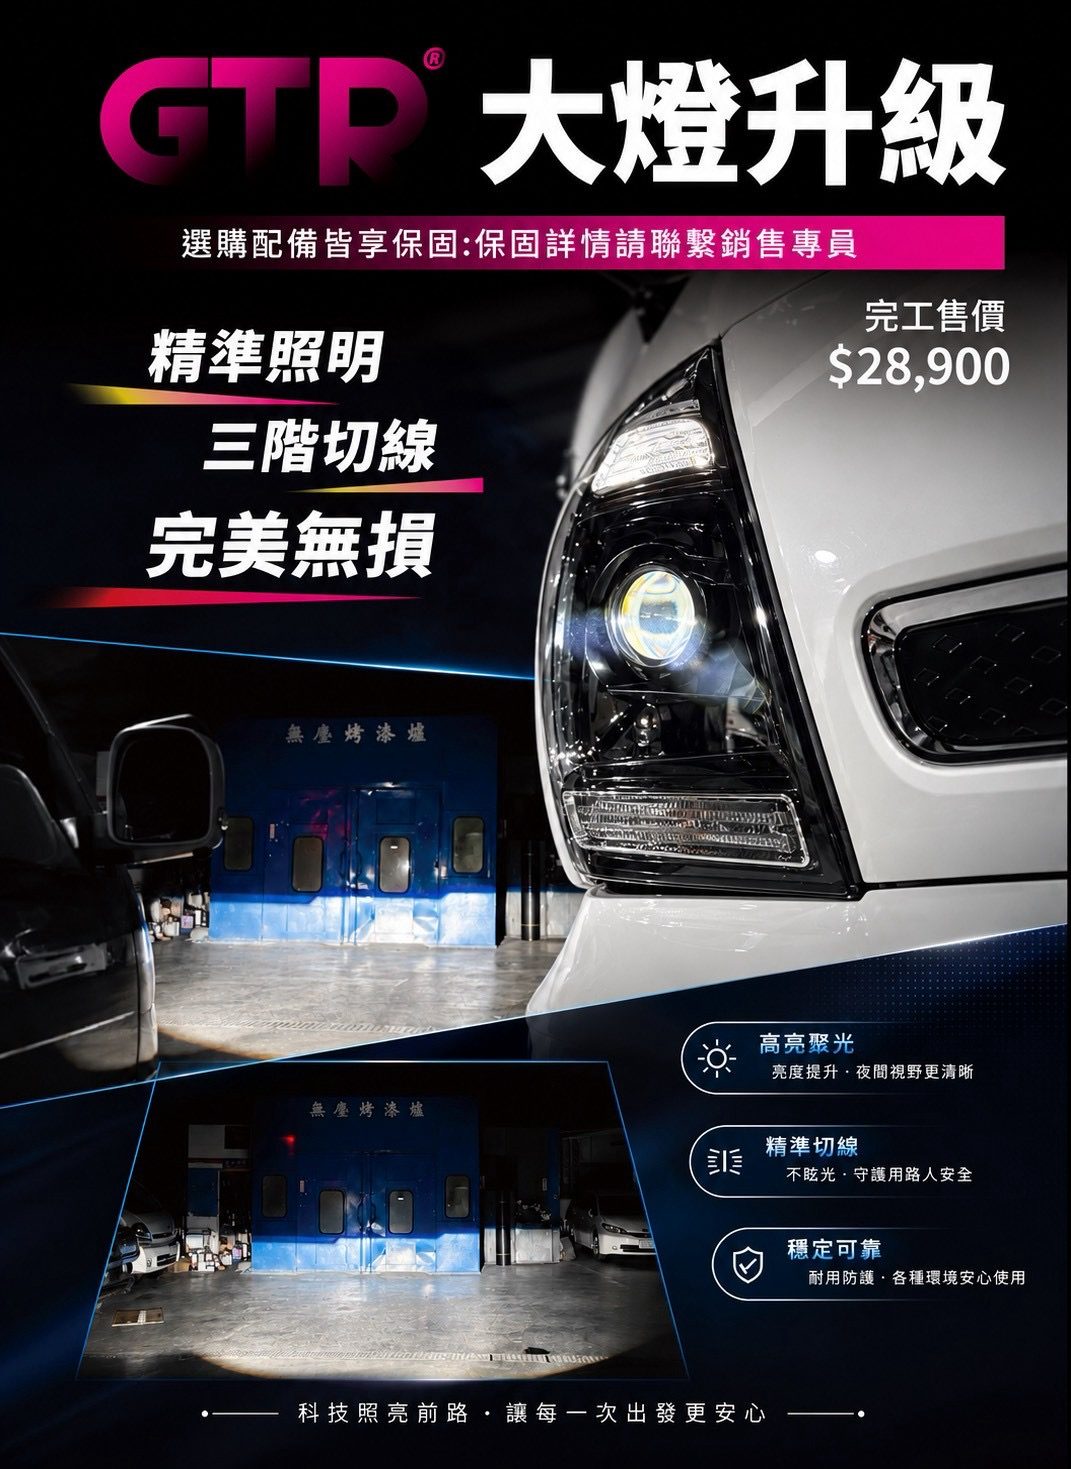 GTR® 大燈升級
選購配備皆享保固:保固詳情請聯繫銷售專員
完工售價
$28,900
精準照明
三階切線
完美無損
無塵烤漆爐
高亮聚光
亮度提升·夜間視野更清晰
精準切線
不眩光·守護用路人安全
穩定可靠
耐用防護·各種環境安心使用
無塵烤漆爐
科技照亮前路·讓每一次出發更安心